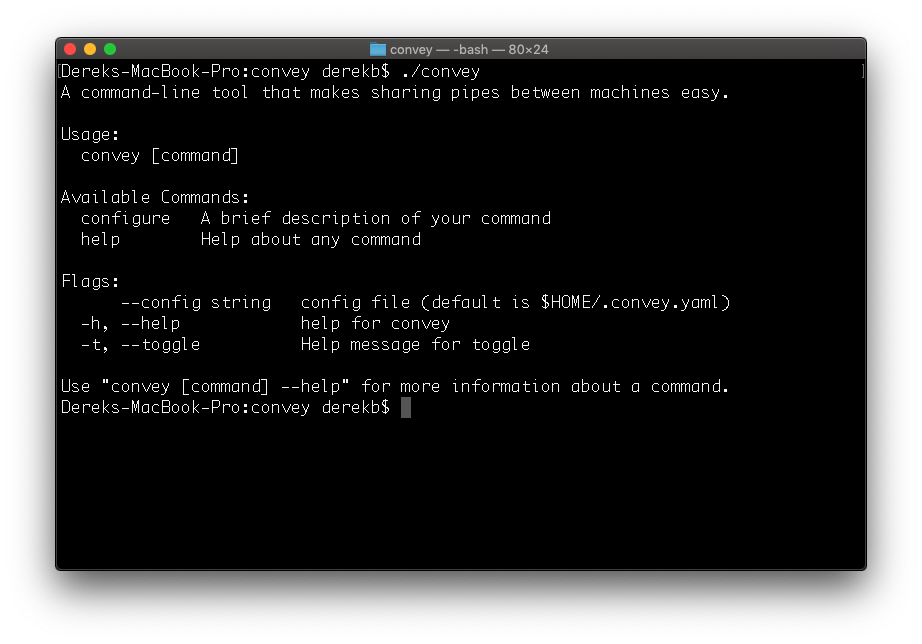 convey — -bash — 80×24
[Dereks-MacBook-Pro:convey derekb$ ./convey ]
A command-line tool that makes sharing pipes between machines easy.
Usage:
convey [command]
Available Commands:
configure   A brief description of your command
help        Help about any command
Flags:
--config string   config file (default is $HOME/.convey.yaml)
-h, --help            help for convey
-t, --toggle          Help message for toggle
Use "convey [command] --help" for more information about a command.
Dereks-MacBook-Pro:convey derekb$